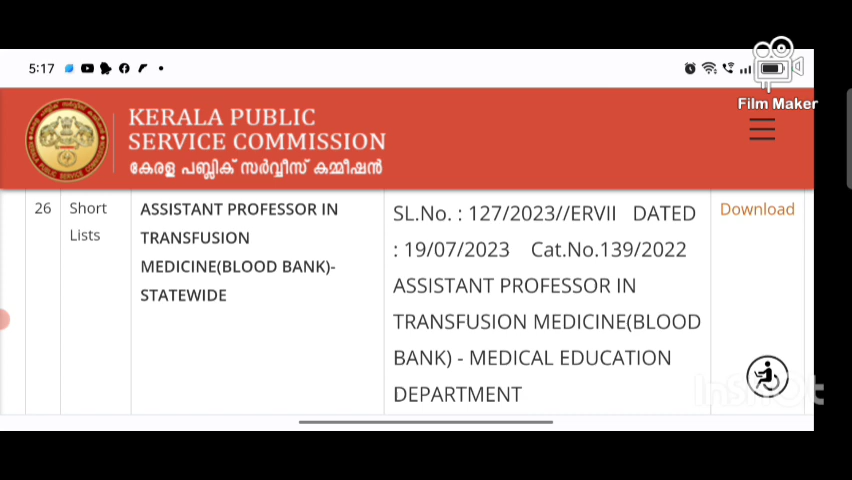 5:17
Film Maker
KERALA PUBLIC
SERVICE COMMISSION
കേരള പബ്ലിക് സർവ്വീസ് കമ്മീഷൻ
26
Short
Lists
ASSISTANT PROFESSOR IN
TRANSFUSION
MEDICINE(BLOOD BANK)-
STATEWIDE
SL.No. : 127/2023//ERVII DATED
: 19/07/2023 Cat.No.139/2022
ASSISTANT PROFESSOR IN
TRANSFUSION MEDICINE(BLOOD
BANK) - MEDICAL EDUCATION
DEPARTMENT
Download
InShot